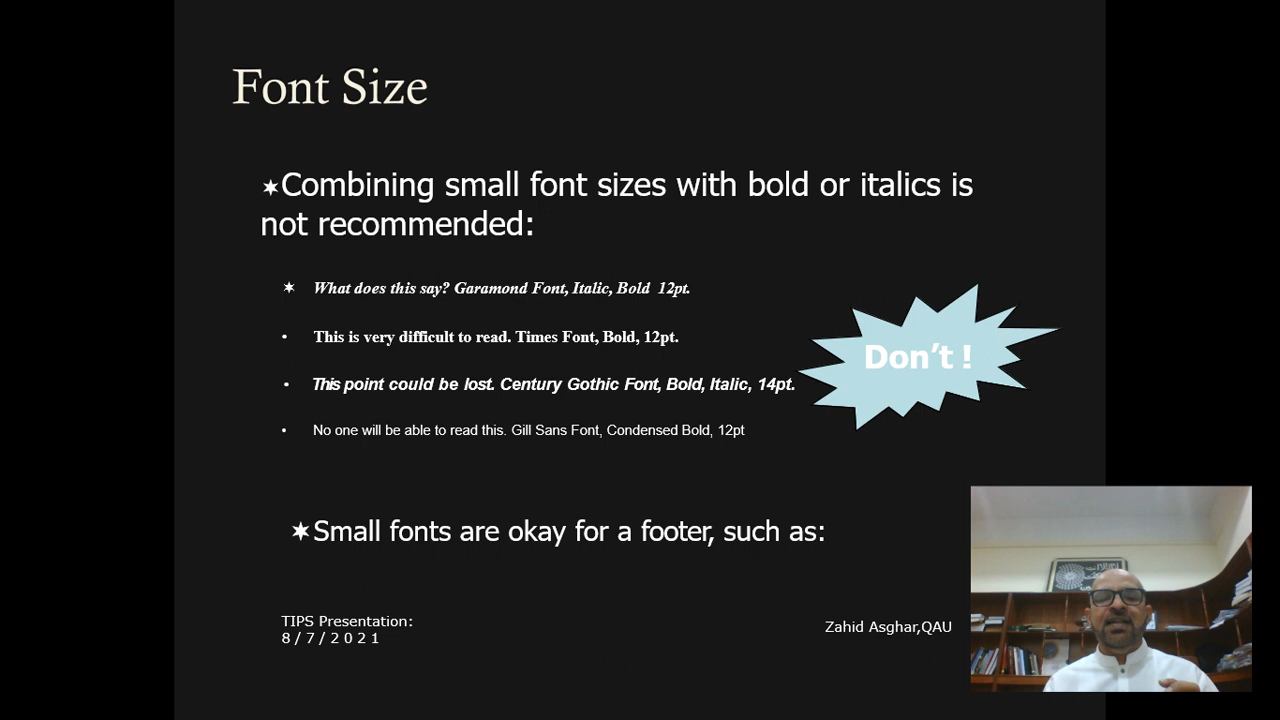 Font Size
✶Combining small font sizes with bold or italics is
not recommended:
✶ What does this say? Garamond Font, Italic, Bold 12pt.
• This is very difficult to read. Times Font, Bold, 12pt.
• This point could be lost. Century Gothic Font, Bold, Italic, 14pt.
• No one will be able to read this. Gill Sans Font, Condensed Bold, 12pt
Don’t !
✶Small fonts are okay for a footer, such as:
TIPS Presentation:
8/7/2021
Zahid Asghar,QAU